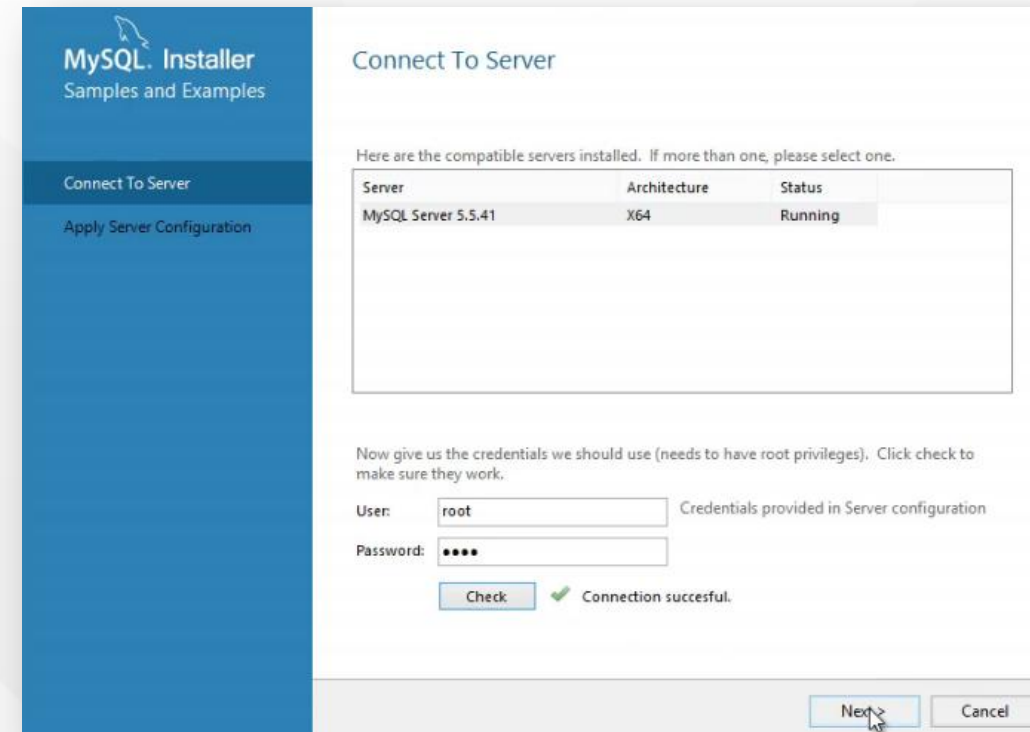 MySQL. Installer
Samples and Examples
Connect To Server
Apply Server Configuration
Connect To Server
Here are the compatible servers installed. If more than one, please select one.
Server Architecture Status
MySQL Server 5.5.41 X64 Running
Now give us the credentials we should use (needs to have root privileges). Click check to
make sure they work.
User: root Credentials provided in Server configuration
Password: ●●●●
Check Connection succesful.
Next > Cancel